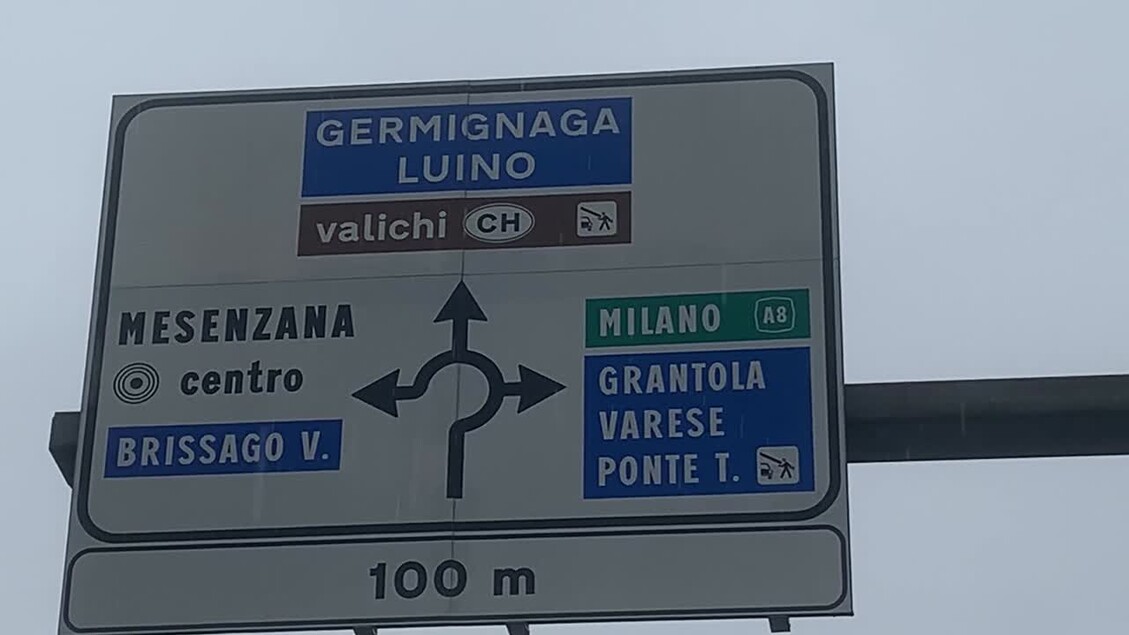 GERMIGNAGA
LUINO
valichi CH
MESENZANA
centro
BRISSAGO V.
MILANO A8
GRANTOLA
VARESE
PONTE T.
100 m